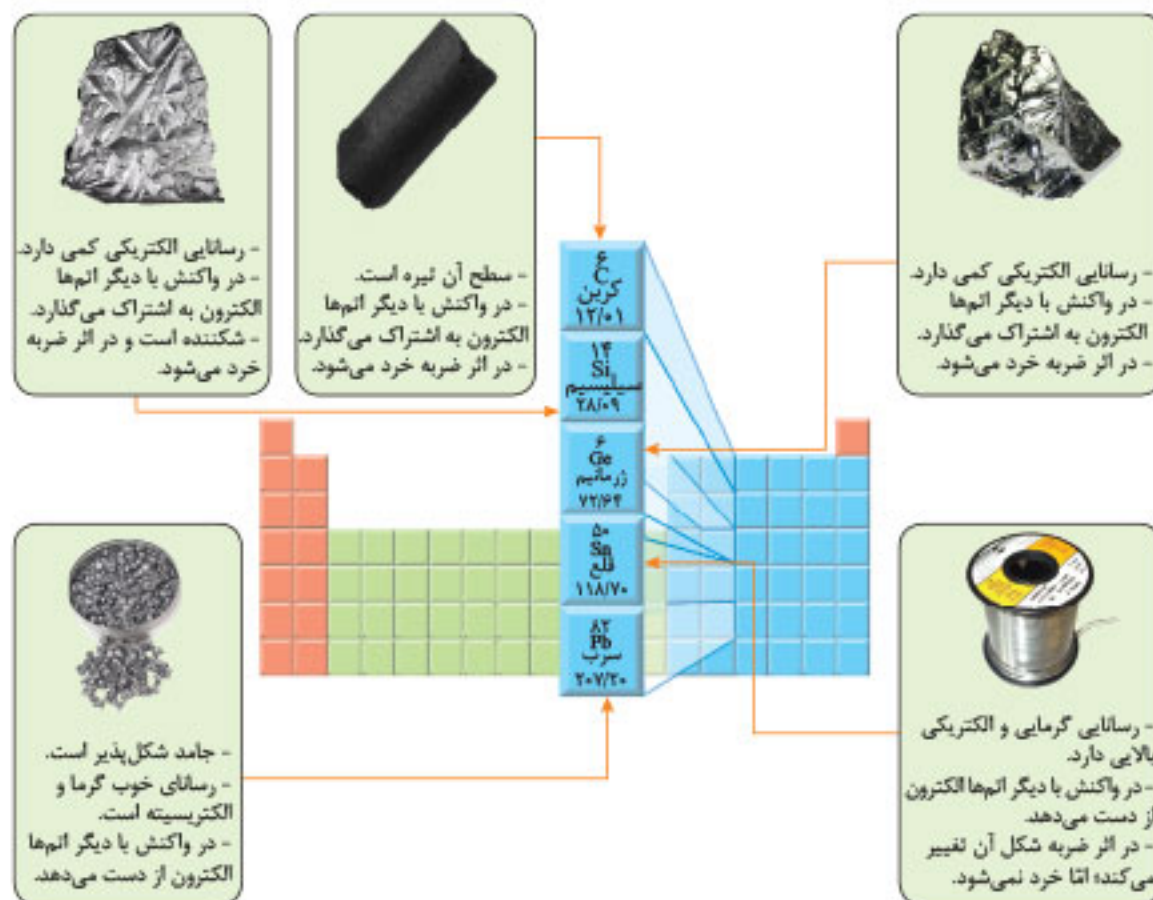 - رسانایی الکتریکی کمی دارد.
- در واکنش با دیگر اتم‌ها
الکترون به اشتراک می‌گذارد.
- در اثر ضربه خرد می‌شود.
- سطح آن تیره است.
- در واکنش با دیگر اتم‌ها
الکترون به اشتراک می‌گذارد.
- در اثر ضربه خرد می‌شود.
- رسانایی الکتریکی کمی دارد.
- در واکنش با دیگر اتم‌ها
الکترون به اشتراک می‌گذارد.
- شکننده است و در اثر ضربه
خرد می‌شود.
۶
C
کربن
۱۲/۰۱
۱۴
Si
سیلیسیم
۲۸/۰۹
۶
Ge
ژرمانیم
۷۲/۶۴
۵۰
Sn
قلع
۱۱۸/۷۰
۸۲
Pb
سرب
۲۰۷/۲۰
- رسانایی گرمایی و الکتریکی
بالایی دارد.
- در واکنش با دیگر اتم‌ها الکترون
از دست می‌دهد.
- در اثر ضربه شکل آن تغییر
می‌کند؛ امّا خرد نمی‌شود.
- جامد شکل‌پذیر است.
- رسانای خوب گرما و
الکتریسیته است.
- در واکنش با دیگر اتم‌ها
الکترون از دست می‌دهد.